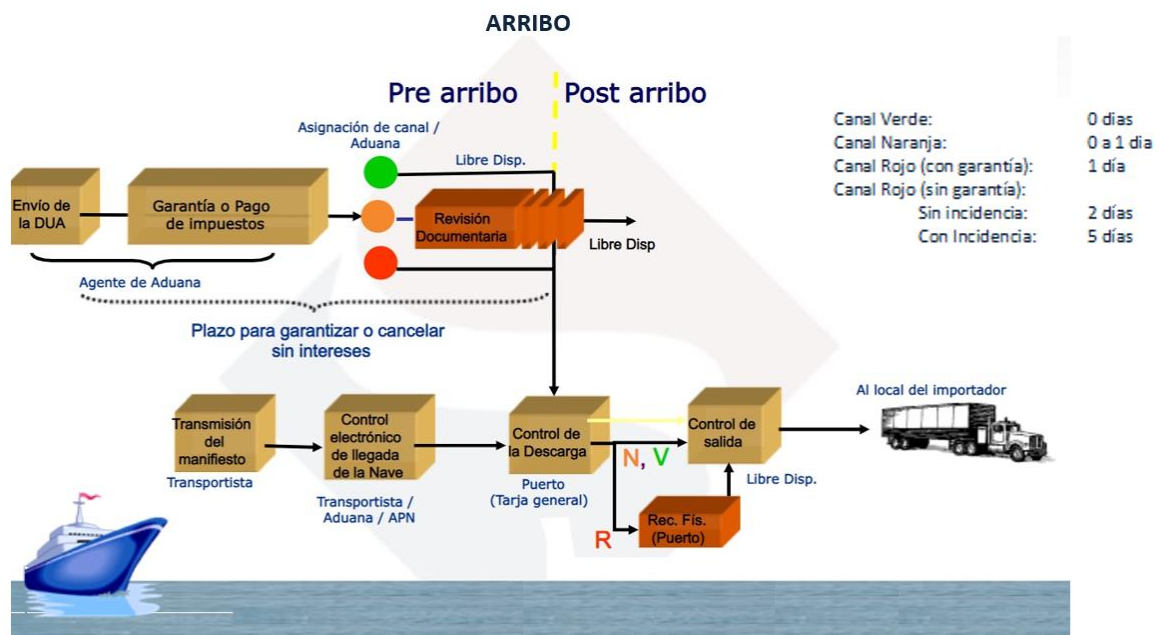 ARRIBO
Pre arribo
Post arribo
Asignación de canal /
Aduana
Libre Disp.
Canal Verde: 0 días
Canal Naranja: 0 a 1 dia
Canal Rojo (con garantía): 1 día
Canal Rojo (sin garantía):
Sin incidencia: 2 días
Con Incidencia: 5 días
Envío de
la DUA
Garantía o Pago
de impuestos
Revisión
Documentaria
Libre Disp
Agente de Aduana
Plazo para garantizar o cancelar
sin intereses
Transmisión
del
manifiesto
Transportista
Control
electrónico
de llegada
de la Nave
Transportista /
Aduana / APN
Control de
la Descarga
Puerto
(Tarja general)
N, V
R
Rec. Fís.
(Puerto)
Control de
salida
Libre Disp.
Al local del importador